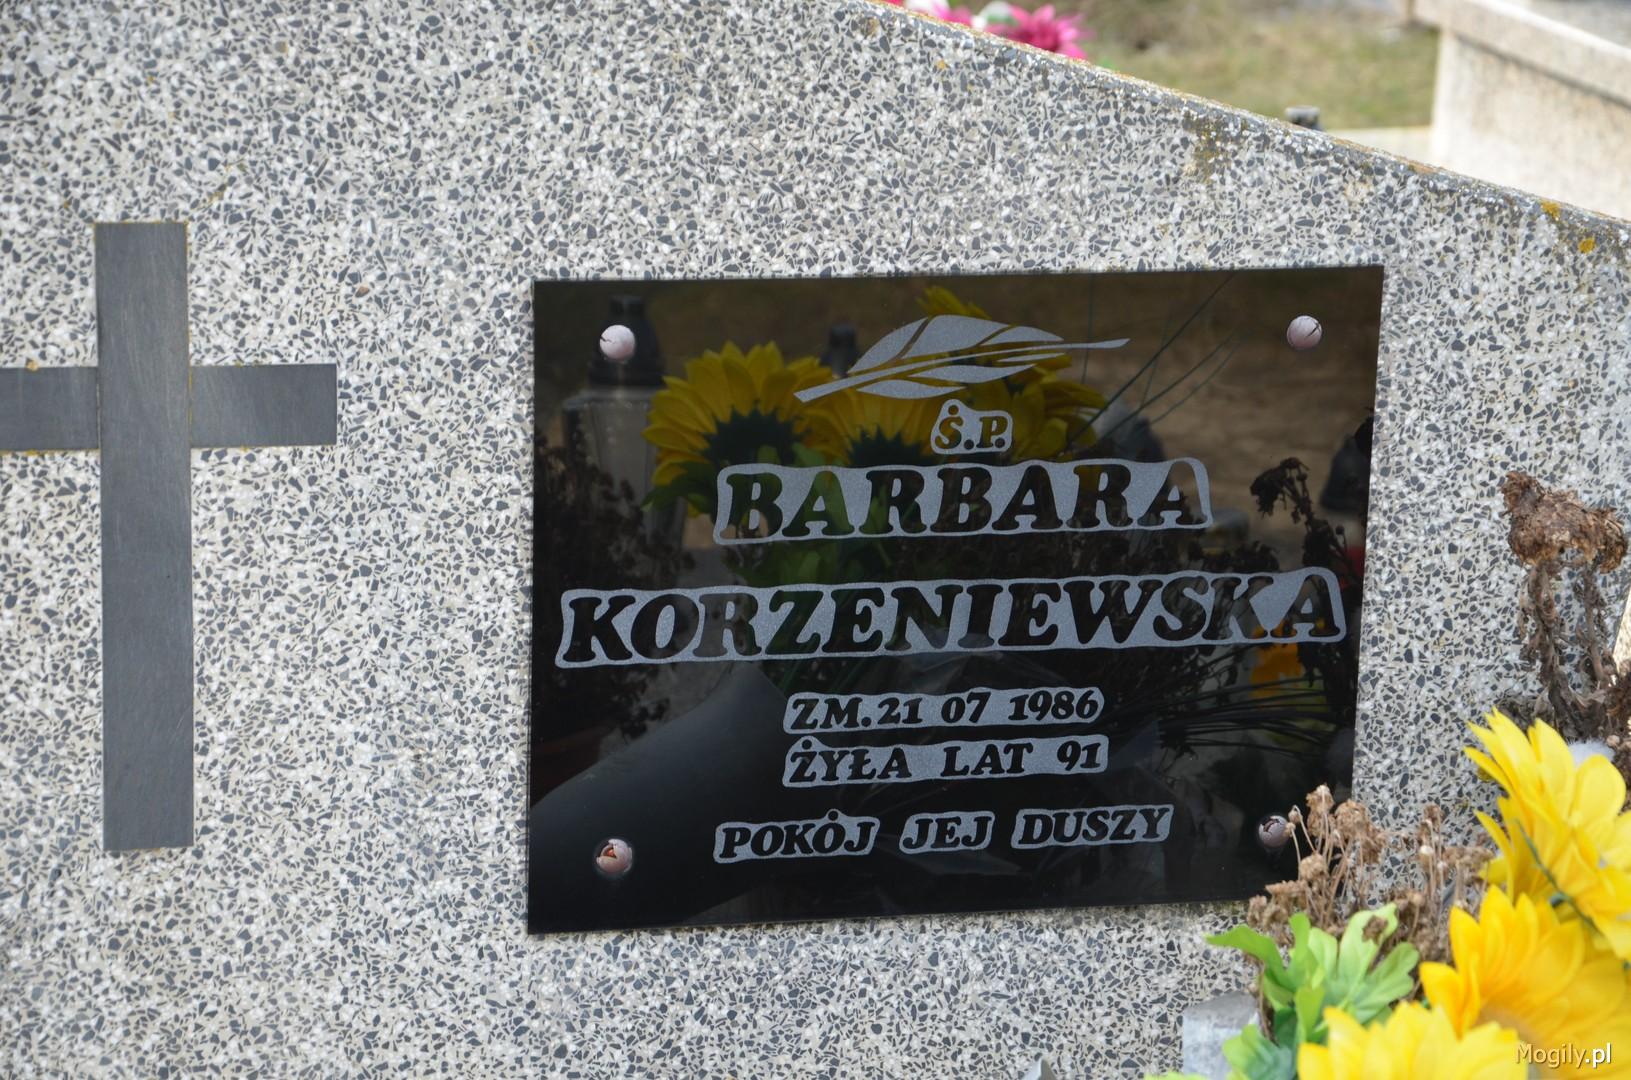 Ś.P.
BARBARA
KORZENIEWSKA
ZM.21 07 1986
ŻYŁA LAT 91
POKÓJ JEJ DUSZY
Mogily.pl